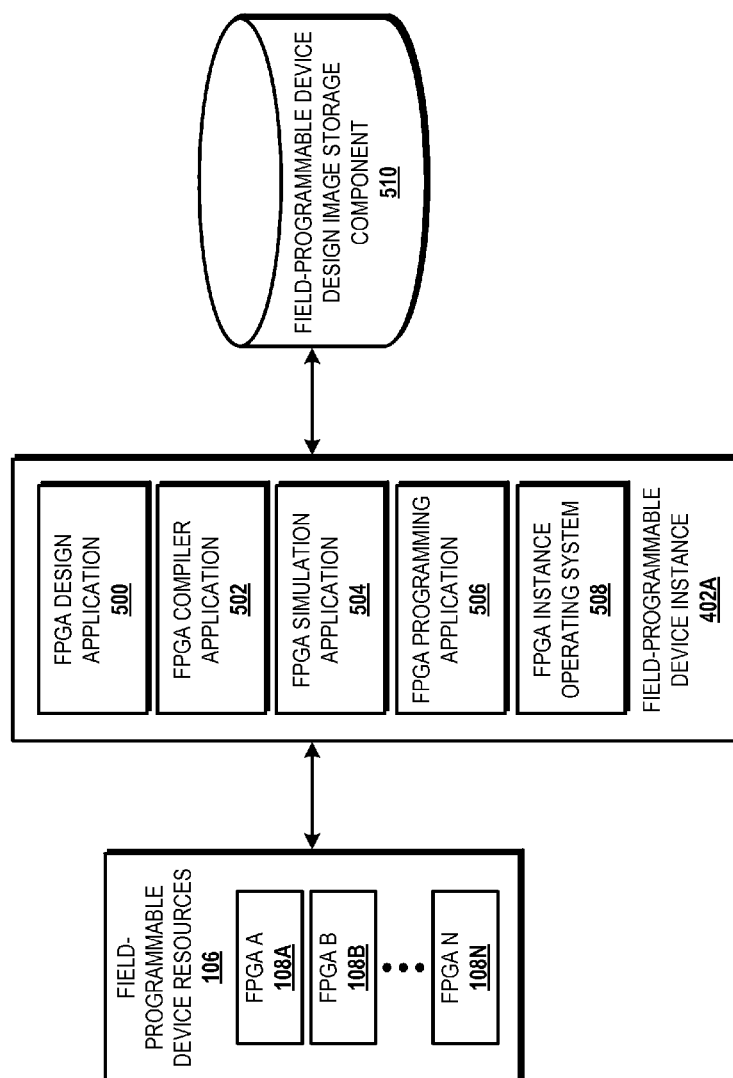 FIELD-
PROGRAMMABLE
DEVICE RESOURCES
106
FPGA A
108A
FPGA B
108B
FPGA N
108N
FPGA DESIGN
APPLICATION
500
FPGA COMPILER
APPLICATION
502
FPGA SIMULATION
APPLICATION
504
FPGA PROGRAMMING
APPLICATION
506
FPGA INSTANCE
OPERATING SYSTEM
508
FIELD-PROGRAMMABLE
DEVICE INSTANCE
402A
FIELD-PROGRAMMABLE DEVICE
DESIGN IMAGE STORAGE
COMPONENT
510